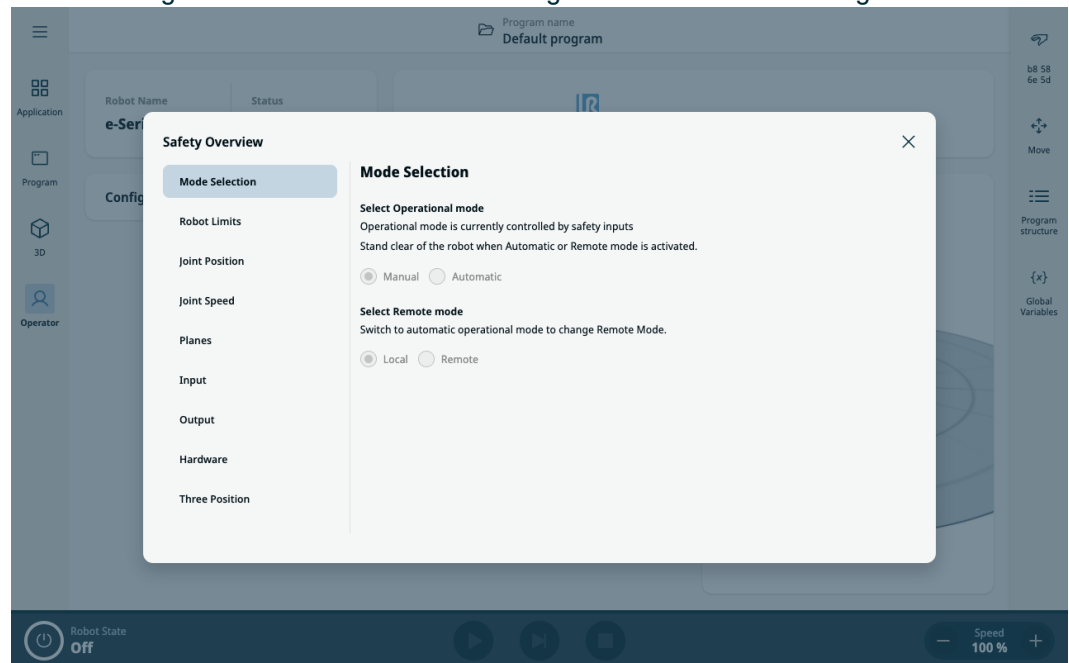 Program name
Default program
b8 58
6e 5d
Application
Robot Name
Status
e-Seri
Move
Program
Config
Program
structure
3D
Global
Variables
Operator
Safety Overview
Mode Selection
Robot Limits
Joint Position
Joint Speed
Planes
Input
Output
Hardware
Three Position
Mode Selection
Select Operational mode
Operational mode is currently controlled by safety inputs
Stand clear of the robot when Automatic or Remote mode is activated.
Manual Automatic
Select Remote mode
Switch to automatic operational mode to change Remote Mode.
Local Remote
Robot State
Off
Speed
100 %